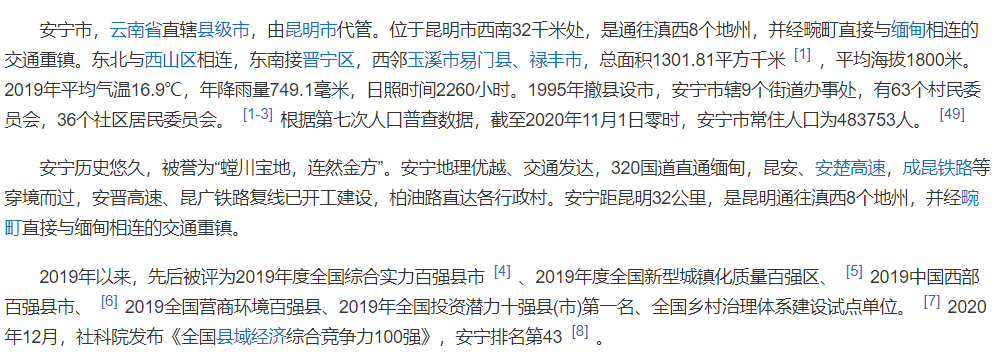 安宁市，云南省直辖县级市，由昆明市代管。位于昆明市西南32千米处，是通往滇西8个地州，并经畹町直接与缅甸相连的
交通重镇。东北与西山区相连，东南接晋宁区，西邻玉溪市易门县、禄丰市，总面积1301.81平方千米 [1] ，平均海拔1800米。
2019年平均气温16.9℃，年降雨量749.1毫米，日照时间2260小时。1995年撤县设市，安宁市辖9个街道办事处，有63个村民委
员会，36个社区居民委员会。 [1-3] 根据第七次人口普查数据，截至2020年11月1日零时，安宁市常住人口为483753人。 [49]
安宁历史悠久，被誉为“螳川宝地，连然金方”。安宁地理优越、交通发达，320国道直通缅甸，昆安、安楚高速，成昆铁路等
穿境而过，安晋高速、昆广铁路复线已开工建设，柏油路直达各行政村。安宁距昆明32公里，是昆明通往滇西8个地州，并经畹
町直接与缅甸相连的交通重镇。
2019年以来，先后被评为2019年度全国综合实力百强县市 [4] 、2019年度全国新型城镇化质量百强区、 [5] 2019中国西部
百强县市、 [6] 2019全国营商环境百强县、2019年全国投资潜力十强县(市)第一名、全国乡村治理体系建设试点单位。 [7] 2020
年12月，社科院发布《全国县域经济综合竞争力100强》，安宁排名第43 [8] 。